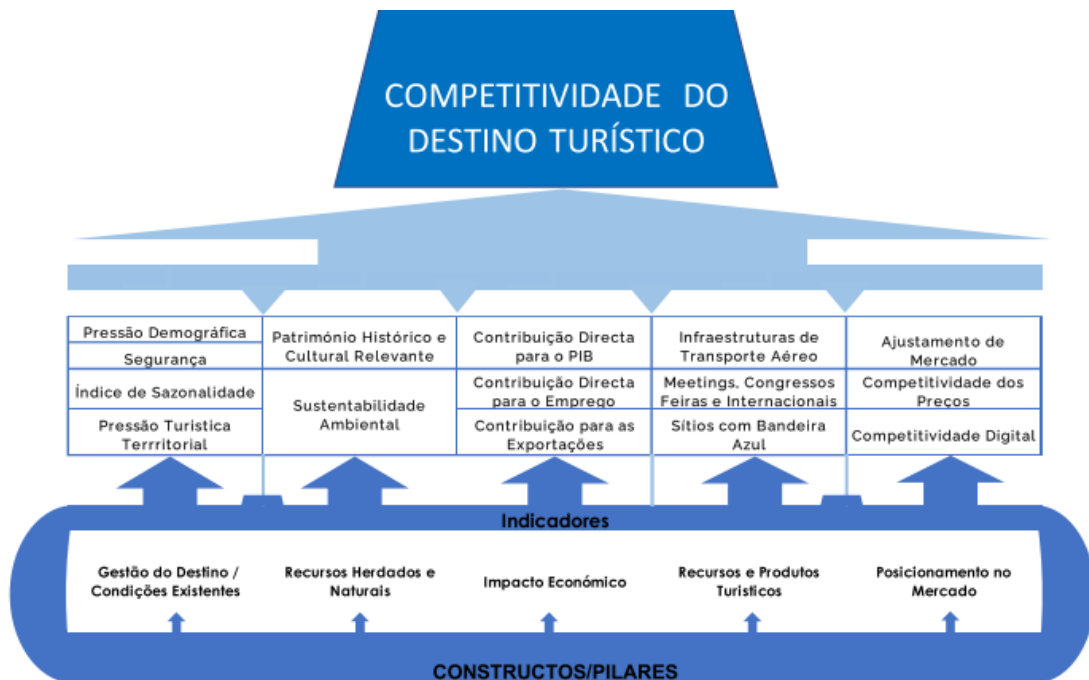 COMPETITIVIDADE DO
DESTINO TURÍSTICO
Pressão Demográfica
Segurança
Índice de Sazonalidade
Pressão Turistica
Terrritorial
Património Histórico e
Cultural Relevante
Sustentabilidade
Ambiental
Contribuição Directa
para o PIB
Contribuição Directa
para o Emprego
Contribuição para as
Exportações
Infraestruturas de
Transporte Aéreo
Meetings, Congressos
Feiras e Internacionais
Sítios com Bandeira
Azul
Ajustamento de
Mercado
Competitividade dos
Preços
Competitividade Digital
Indicadores
Gestão do Destino /
Condições Existentes
Recursos Herdados e
Naturais
Impacto Económico
Recursos e Produtos
Turisticos
Posicionamento no
Mercado
CONSTRUCTOS/PILARES